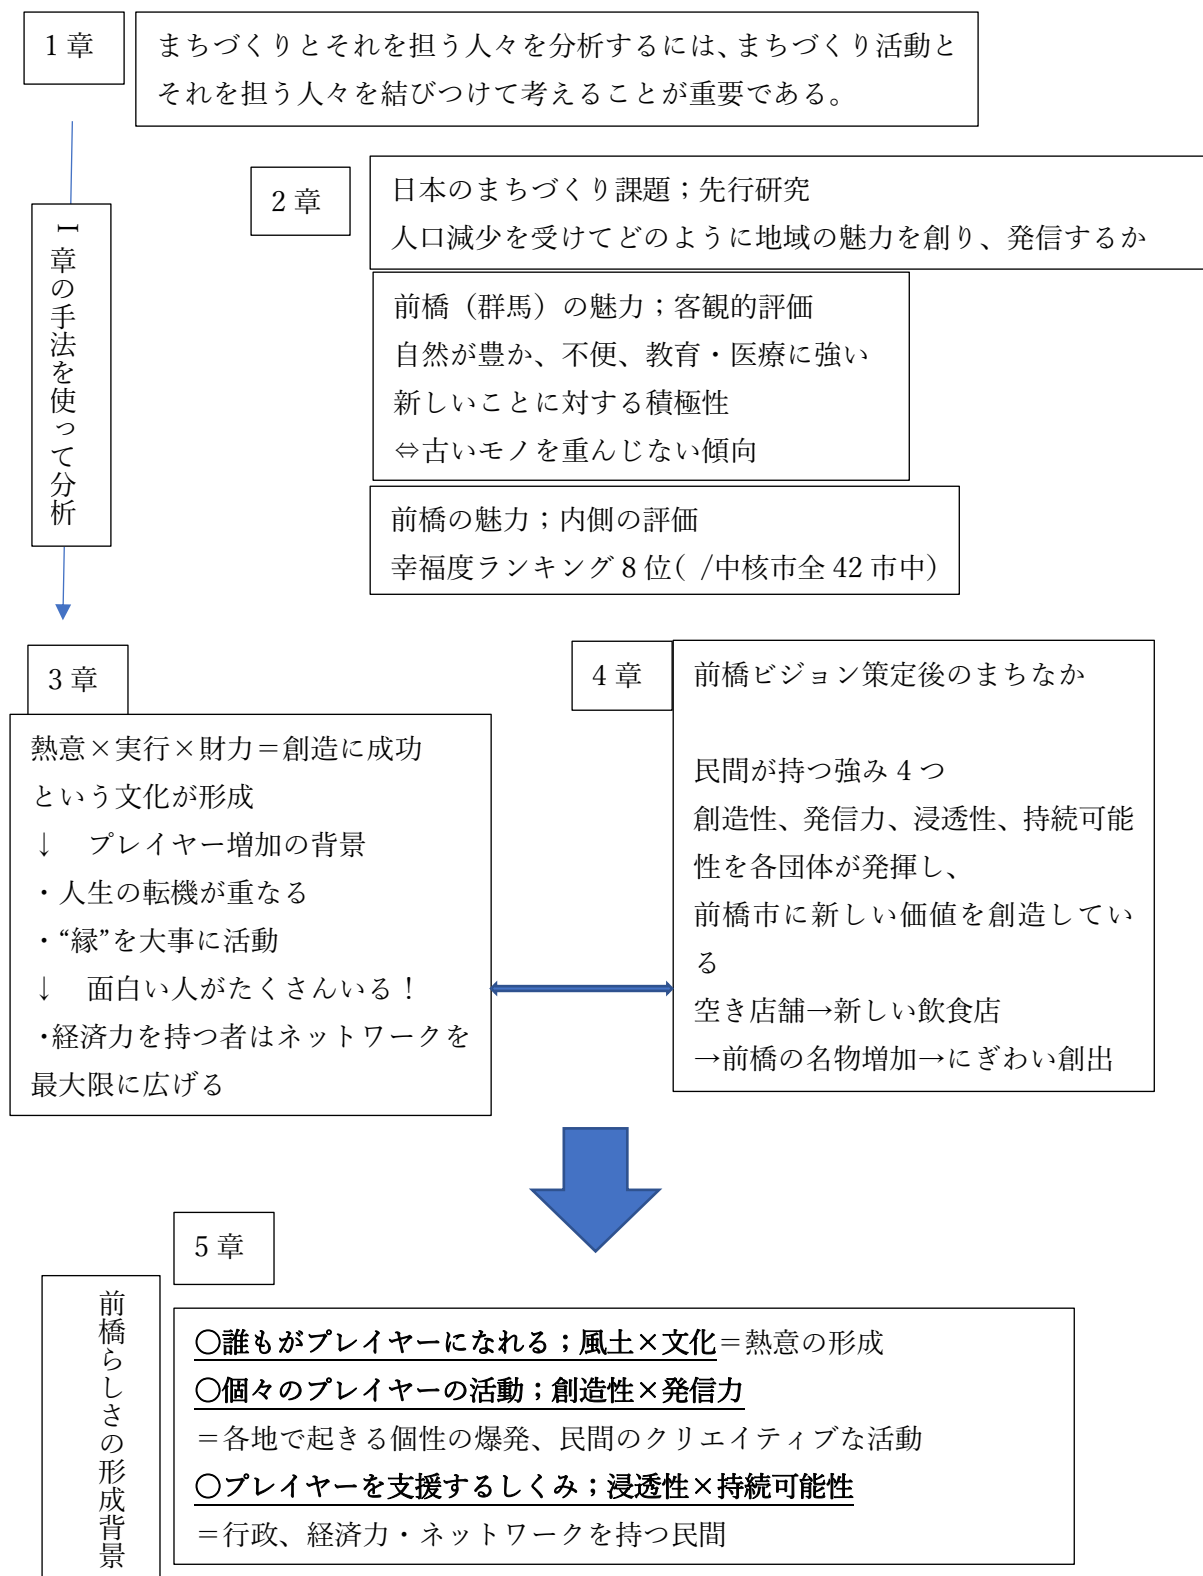 1 章
まちづくりとそれを担う人々を分析するには、まちづくり活動と
それを担う人々を結びつけて考えることが重要である。
2 章
日本のまちづくり課題；先行研究
人口減少を受けてどのように地域の魅力を創り、発信するか
Ⅰ章の手法を使って分析
前橋（群馬）の魅力；客観的評価
自然が豊か、不便、教育・医療に強い
新しいことに対する積極性
⇔古いモノを重んじない傾向
前橋の魅力；内側の評価
幸福度ランキング 8 位( /中核市全 42 市中)
3 章
熱意×実行×財力＝創造に成功
という文化が形成
↓　プレイヤー増加の背景
・人生の転機が重なる
・“縁”を大事に活動
↓　面白い人がたくさんいる！
・経済力を持つ者はネットワークを
最大限に広げる
4 章
前橋ビジョン策定後のまちなか
民間が持つ強み 4 つ
創造性、発信力、浸透性、持続可能
性を各団体が発揮し、
前橋市に新しい価値を創造してい
る
空き店舗→新しい飲食店
→前橋の名物増加→にぎわい創出
5 章
前橋らしさの形成背景
〇誰もがプレイヤーになれる；風土×文化＝熱意の形成
〇個々のプレイヤーの活動；創造性×発信力
＝各地で起きる個性の爆発、民間のクリエイティブな活動
〇プレイヤーを支援するしくみ；浸透性×持続可能性
＝行政、経済力・ネットワークを持つ民間